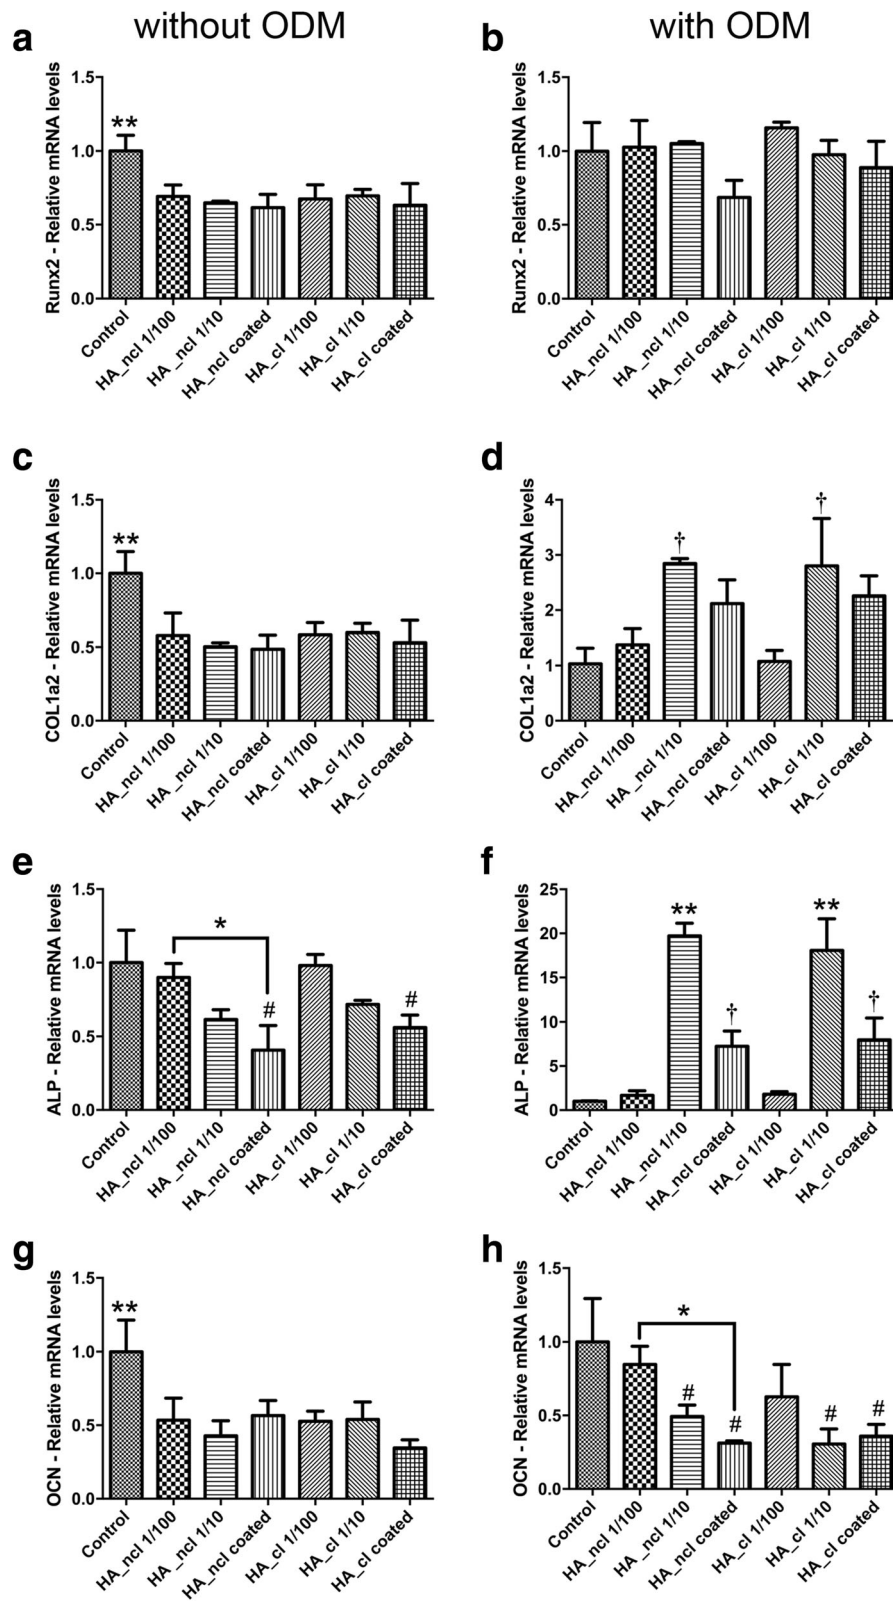 without ODM
with ODM
a
Runx2 - Relative mRNA levels
1.5
1.0
0.5
0.0
**
Control
HA_ncl 1/100
HA_ncl 1/10
HA_ncl coated
HA_cl 1/100
HA_cl 1/10
HA_cl coated
b
Runx2 - Relative mRNA levels
1.5
1.0
0.5
0.0
Control
HA_ncl 1/100
HA_ncl 1/10
HA_ncl coated
HA_cl 1/100
HA_cl 1/10
HA_cl coated
c
COL1a2 - Relative mRNA levels
1.5
1.0
0.5
0.0
**
Control
HA_ncl 1/100
HA_ncl 1/10
HA_ncl coated
HA_cl 1/100
HA_cl 1/10
HA_cl coated
d
COL1a2 - Relative mRNA levels
4
3
2
1
0
†
†
Control
HA_ncl 1/100
HA_ncl 1/10
HA_ncl coated
HA_cl 1/100
HA_cl 1/10
HA_cl coated
e
ALP - Relative mRNA levels
1.5
1.0
0.5
0.0
*
#
#
Control
HA_ncl 1/100
HA_ncl 1/10
HA_ncl coated
HA_cl 1/100
HA_cl 1/10
HA_cl coated
f
ALP - Relative mRNA levels
25
20
15
10
5
0
**
†
**
†
Control
HA_ncl 1/100
HA_ncl 1/10
HA_ncl coated
HA_cl 1/100
HA_cl 1/10
HA_cl coated
g
OCN - Relative mRNA levels
1.5
1.0
0.5
0.0
**
Control
HA_ncl 1/100
HA_ncl 1/10
HA_ncl coated
HA_cl 1/100
HA_cl 1/10
HA_cl coated
h
OCN - Relative mRNA levels
1.5
1.0
0.5
0.0
*
#
#
#
#
Control
HA_ncl 1/100
HA_ncl 1/10
HA_ncl coated
HA_cl 1/100
HA_cl 1/10
HA_cl coated